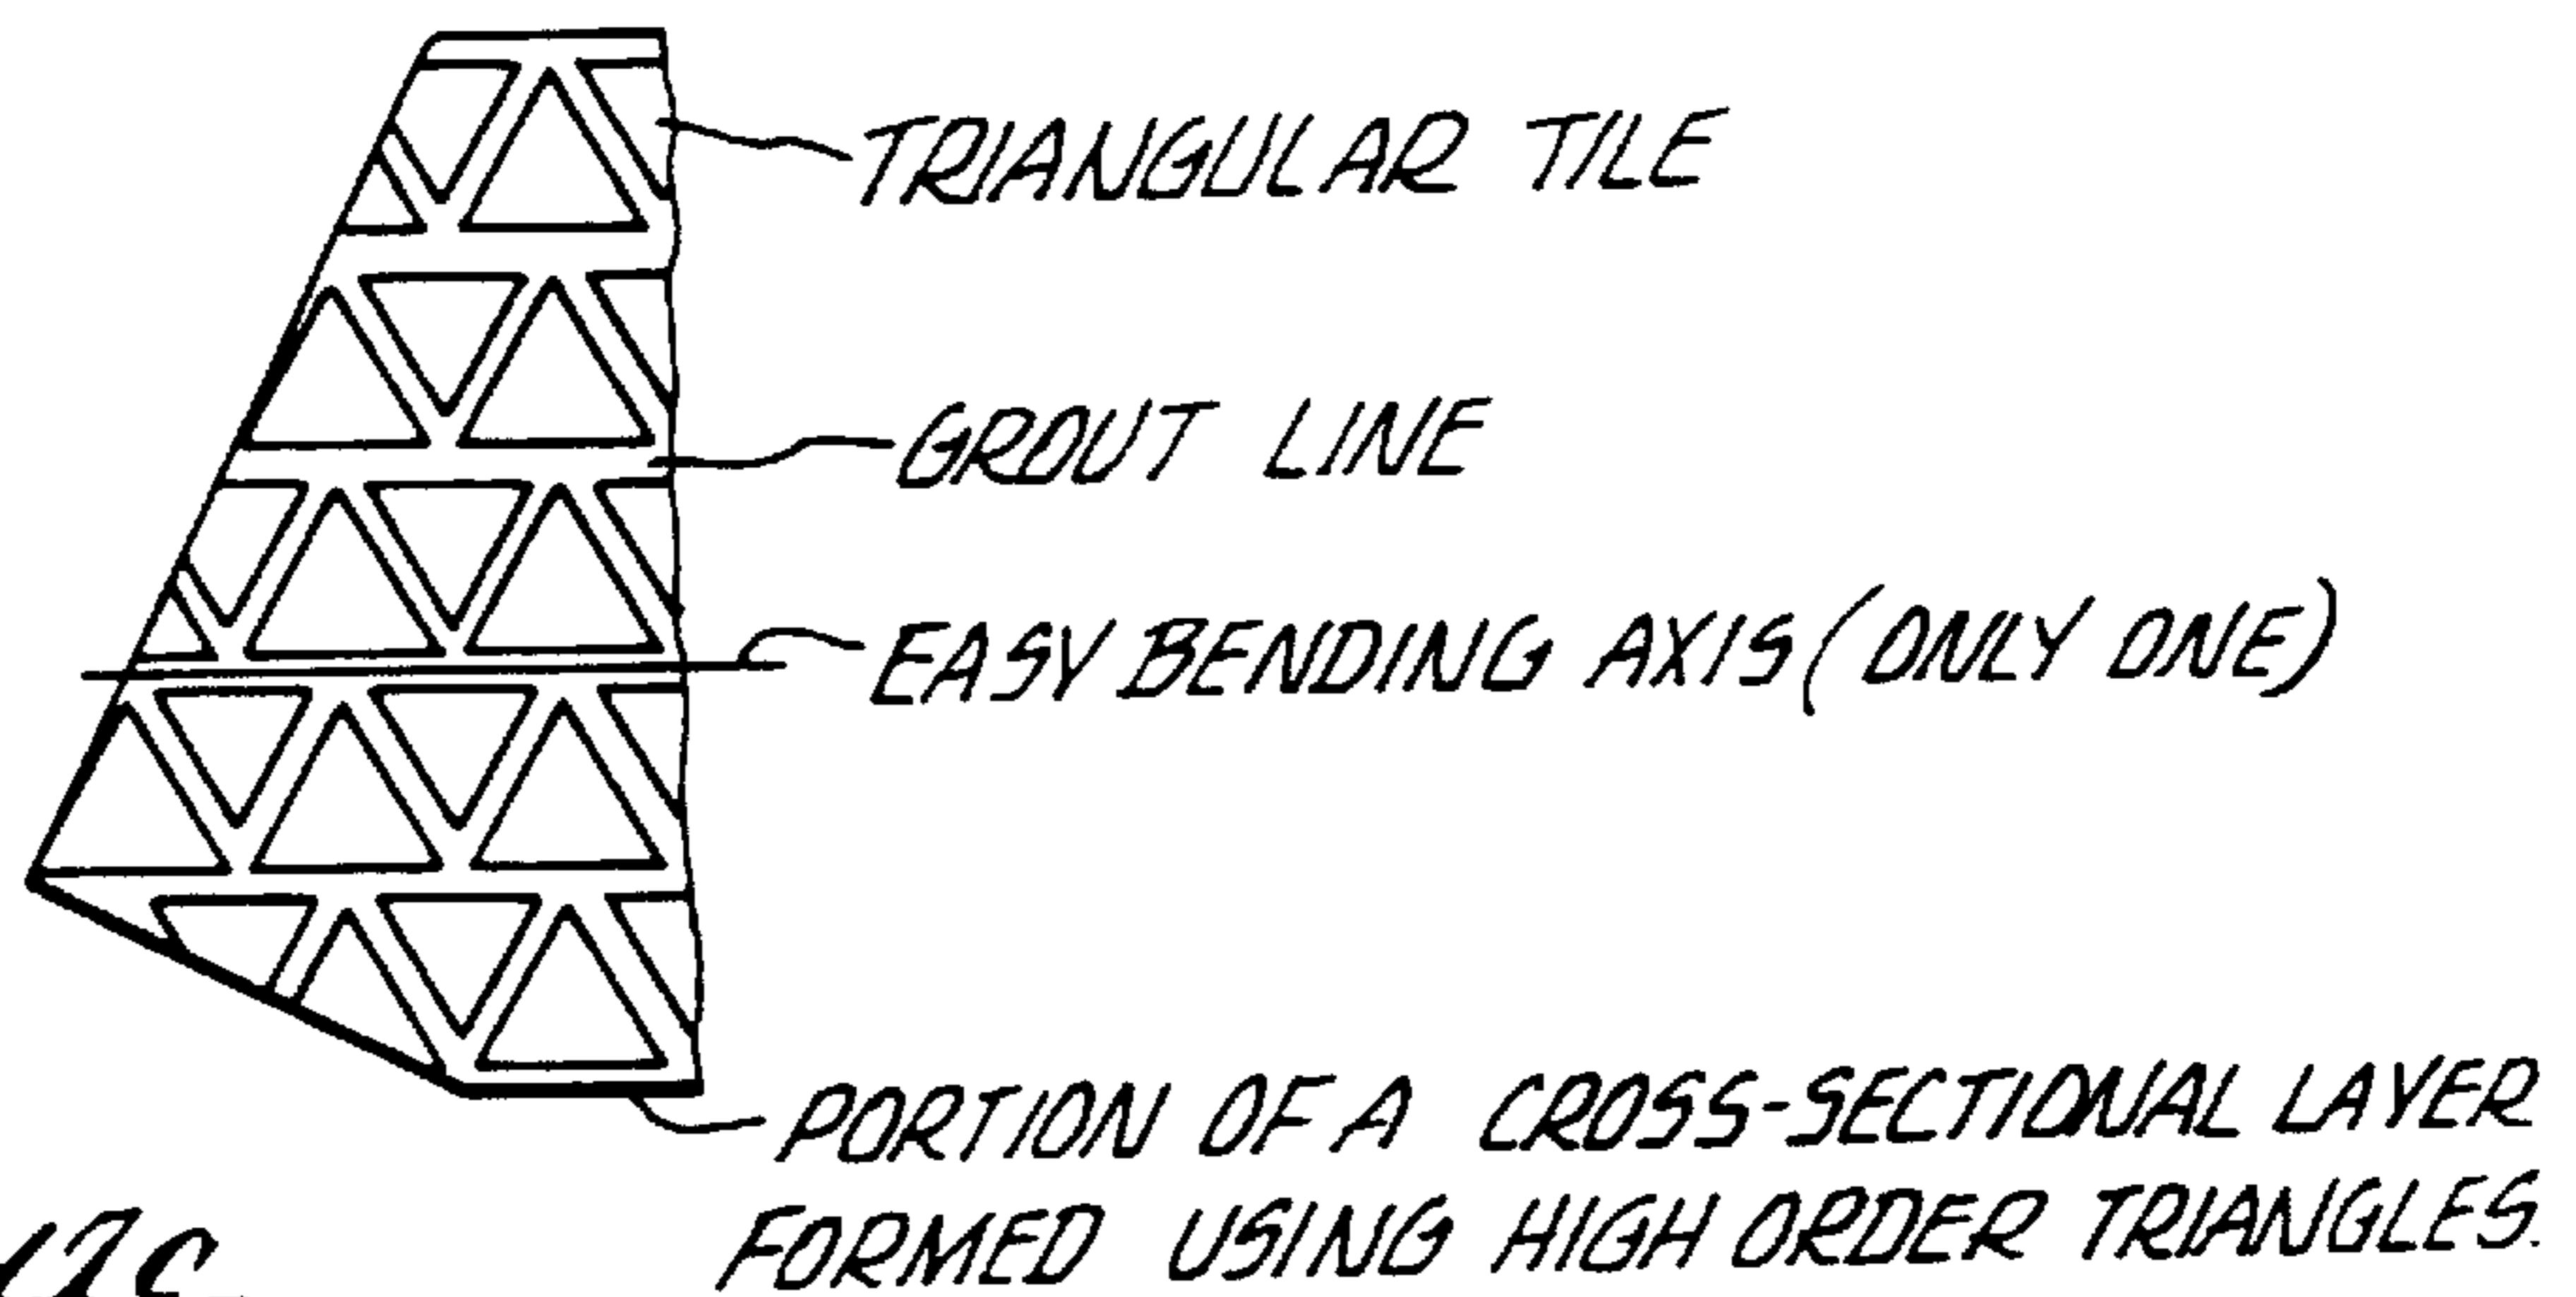 TRIANGULAR TILE
GROUT LINE
EASY BENDING AXIS (ONLY ONE)
PORTION OF A CROSS-SECTIONAL LAYER
FORMED USING HIGH ORDER TRIANGLES.